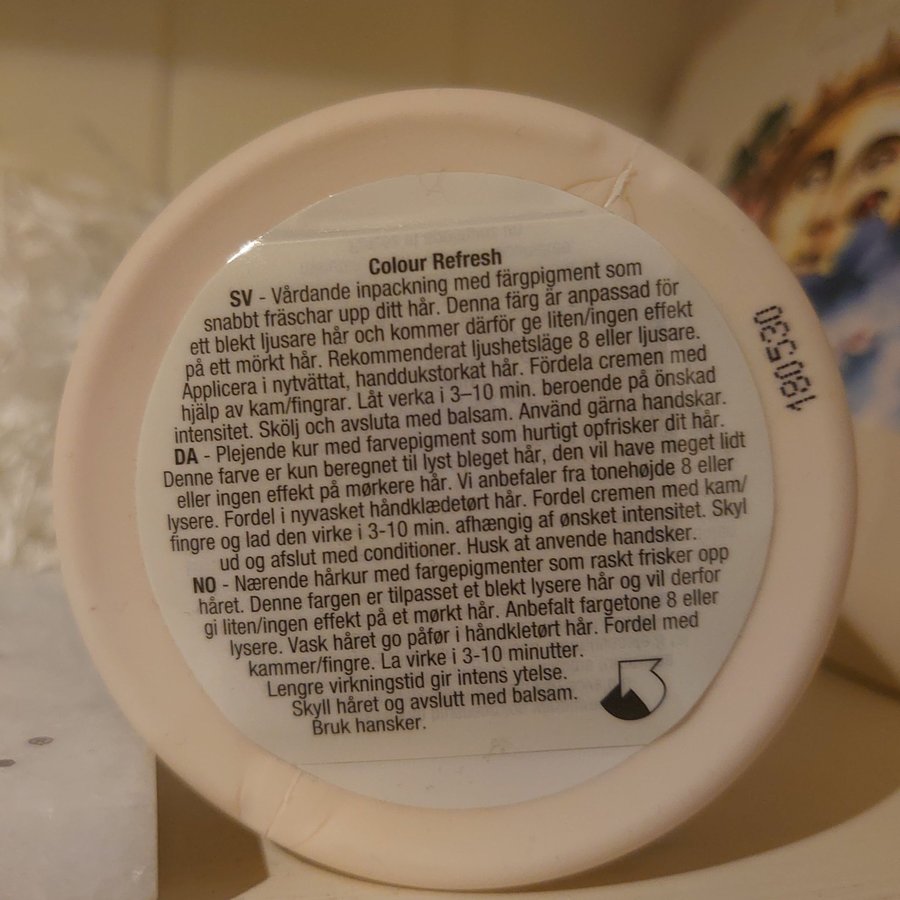 Colour Refresh
SV - Vårdande inpackning med färgpigment som
snabbt fräschar upp ditt hår. Denna färg är anpassad för
ett blekt ljusare hår och kommer därför ge liten/ingen effekt
på ett mörkt hår. Rekommenderat ljushetsläge 8 eller ljusare.
Applicera i nytvättat, handdukstorkat hår. Fördela cremen med
hjälp av kam/fingrar. Låt verka i 3–10 min. beroende på önskad
intensitet. Skölj och avsluta med balsam. Använd gärna handskar.
DA - Plejende kur med farvepigment som hurtigt opfrisker dit hår.
Denne farve er kun beregnet til lyst bleget hår, den vil have meget lidt
eller ingen effekt på mørkere hår. Vi anbefaler fra tonehøjde 8 eller
lysere. Fordel i nyvasket håndklædetørt hår. Fordel cremen med kam/
fingre og lad den virke i 3-10 min. afhængig af ønsket intensitet. Skyl
ud og afslut med conditioner. Husk at anvende handsker.
NO - Nærende hårkur med fargepigmenter som raskt frisker opp
håret. Denne fargen er tilpasset et blekt lysere hår og vil derfor
gi liten/ingen effekt på et mørkt hår. Anbefalt fargetone 8 eller
lysere. Vask håret go påfør i håndkletørt hår. Fordel med
kammer/fingre. La virke i 3-10 minutter.
Lengre virkningstid gir intens ytelse.
Skyll håret og avslutt med balsam.
Bruk hansker.
180530